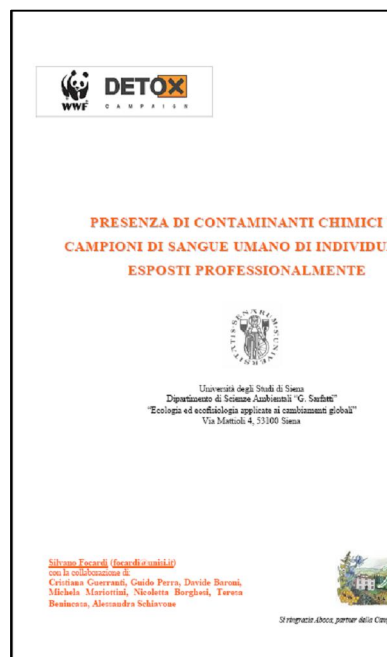 WWF
DETOX
CAMPAIGN
PRESENZA DI CONTAMINANTI CHIMICI
CAMPIONI DI SANGUE UMANO DI INDIVIDU
ESPOSTI PROFESSIONALMENTE
Università degli Studi di Siena
Dipartimento di Scienze Ambientali "G. Sarfatti"
"Ecologia ed ecofisiologia applicate ai cambiamenti globali"
Via Mattioli 4, 53100 Siena
Silvano Focardi (focardi@unisi.it)
con la collaborazione di
Cristiana Guerranti, Guido Perra, Davide Baroni,
Michela Mariottini, Nicoletta Borghesi, Teresa
Benincasa, Alessandra Schiavone
Si ringrazia Aboca, partner della Camp